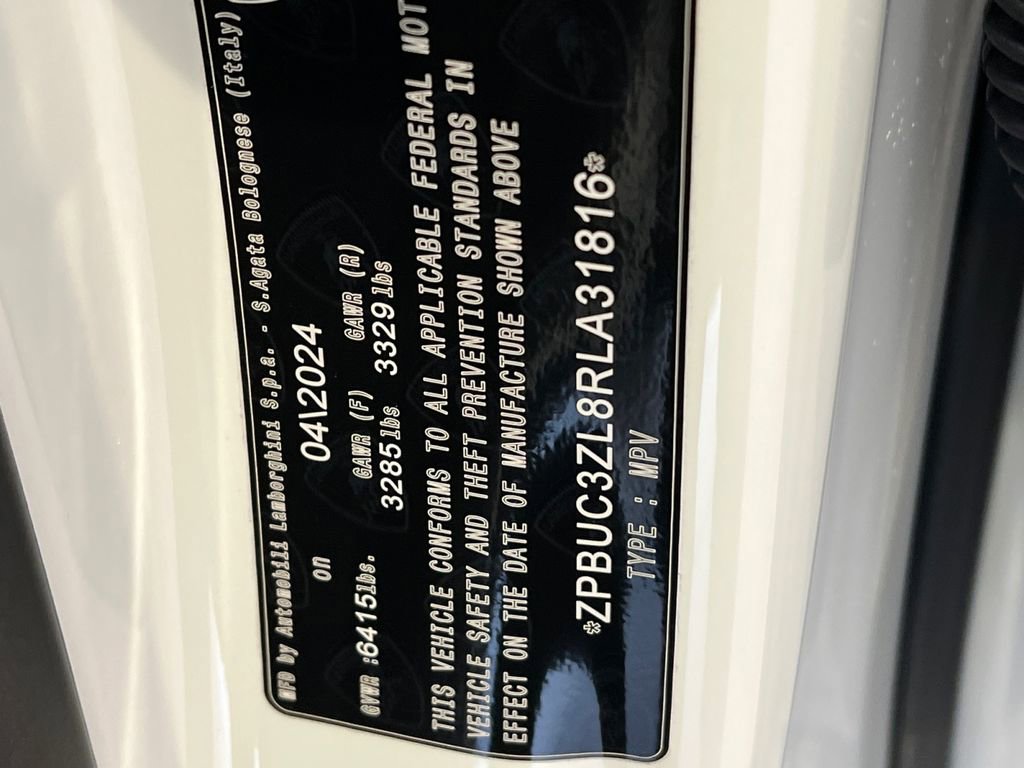 MFD by Automobili Lamborghini S.p.a. - S.Agata Bolognese (Italy)
on 04\2024
GVWR :6415lbs. GAWR (F) 3285lbs GAWR (R) 3329lbs
THIS VEHICLE CONFORMS TO ALL APPLICABLE FEDERAL MOT
VEHICLE SAFETY AND THEFT PREVENTION STANDARDS IN
EFFECT ON THE DATE OF MANUFACTURE SHOWN ABOVE
*ZPBUC3ZL8RLA31816*
TYPE : MPV